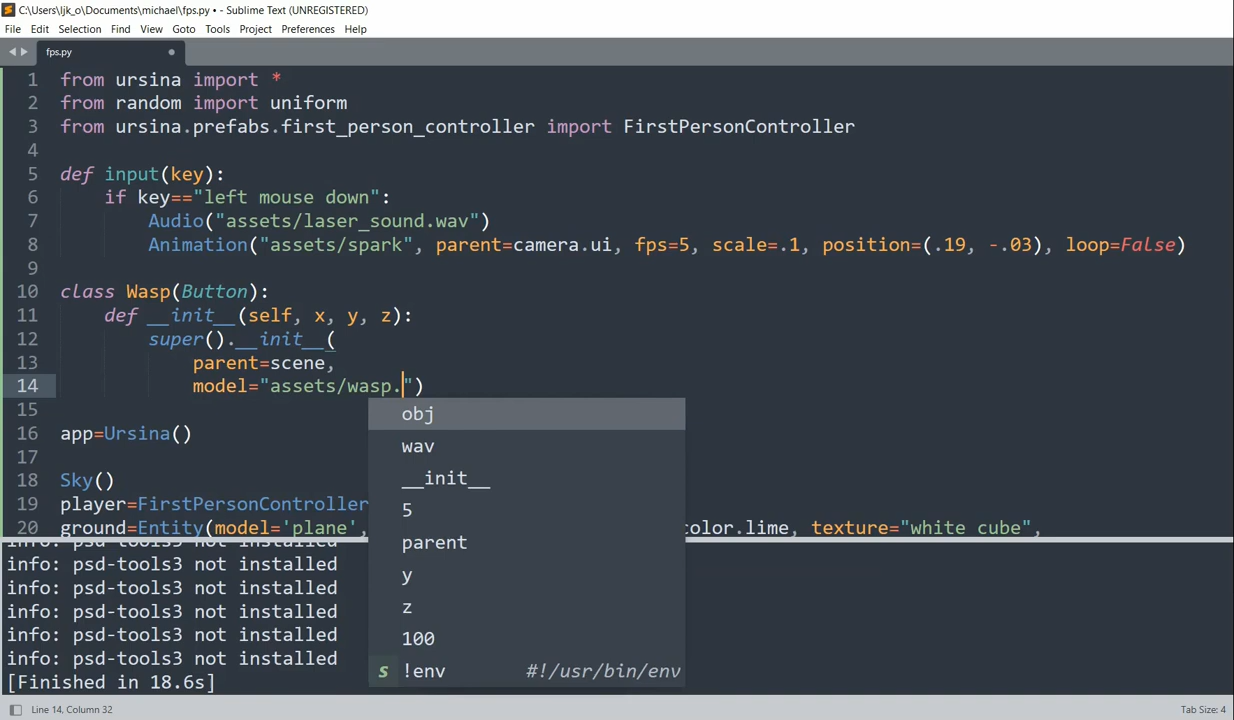 C:\Users\ljk_o\Documents\michael\fps.py • - Sublime Text (UNREGISTERED)
File Edit Selection Find View Goto Tools Project Preferences Help
fps.py
1 from ursina import *
2 from random import uniform
3 from ursina.prefabs.first_person_controller import FirstPersonController
4
5 def input(key):
6 if key=="left mouse down":
7 Audio("assets/laser_sound.wav")
8 Animation("assets/spark", parent=camera.ui, fps=5, scale=.1, position=(.19, -.03), loop=False)
9
10 class Wasp(Button):
11 def __init__(self, x, y, z):
12 super().__init__(
13 parent=scene,
14 model="assets/wasp.")
obj
15
wav
16 app=Ursina()
17
__init__
18 Sky()
5
19 player=FirstPersonController
20 ground=Entity(model='plane', color.lime, texture="white cube",
parent
y
z
100
!env #!/usr/bin/env
info: psd-tools3 not installed
info: psd-tools3 not installed
info: psd-tools3 not installed
info: psd-tools3 not installed
info: psd-tools3 not installed
[Finished in 18.6s]
Line 14, Column 32 Tab Size: 4